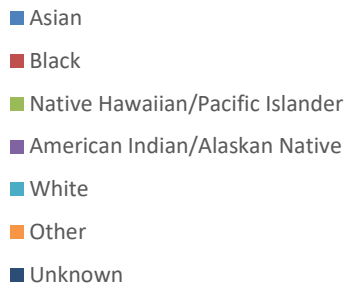 Asian
Black
Native Hawaiian/Pacific Islander
American Indian/Alaskan Native
White
Other
Unknown